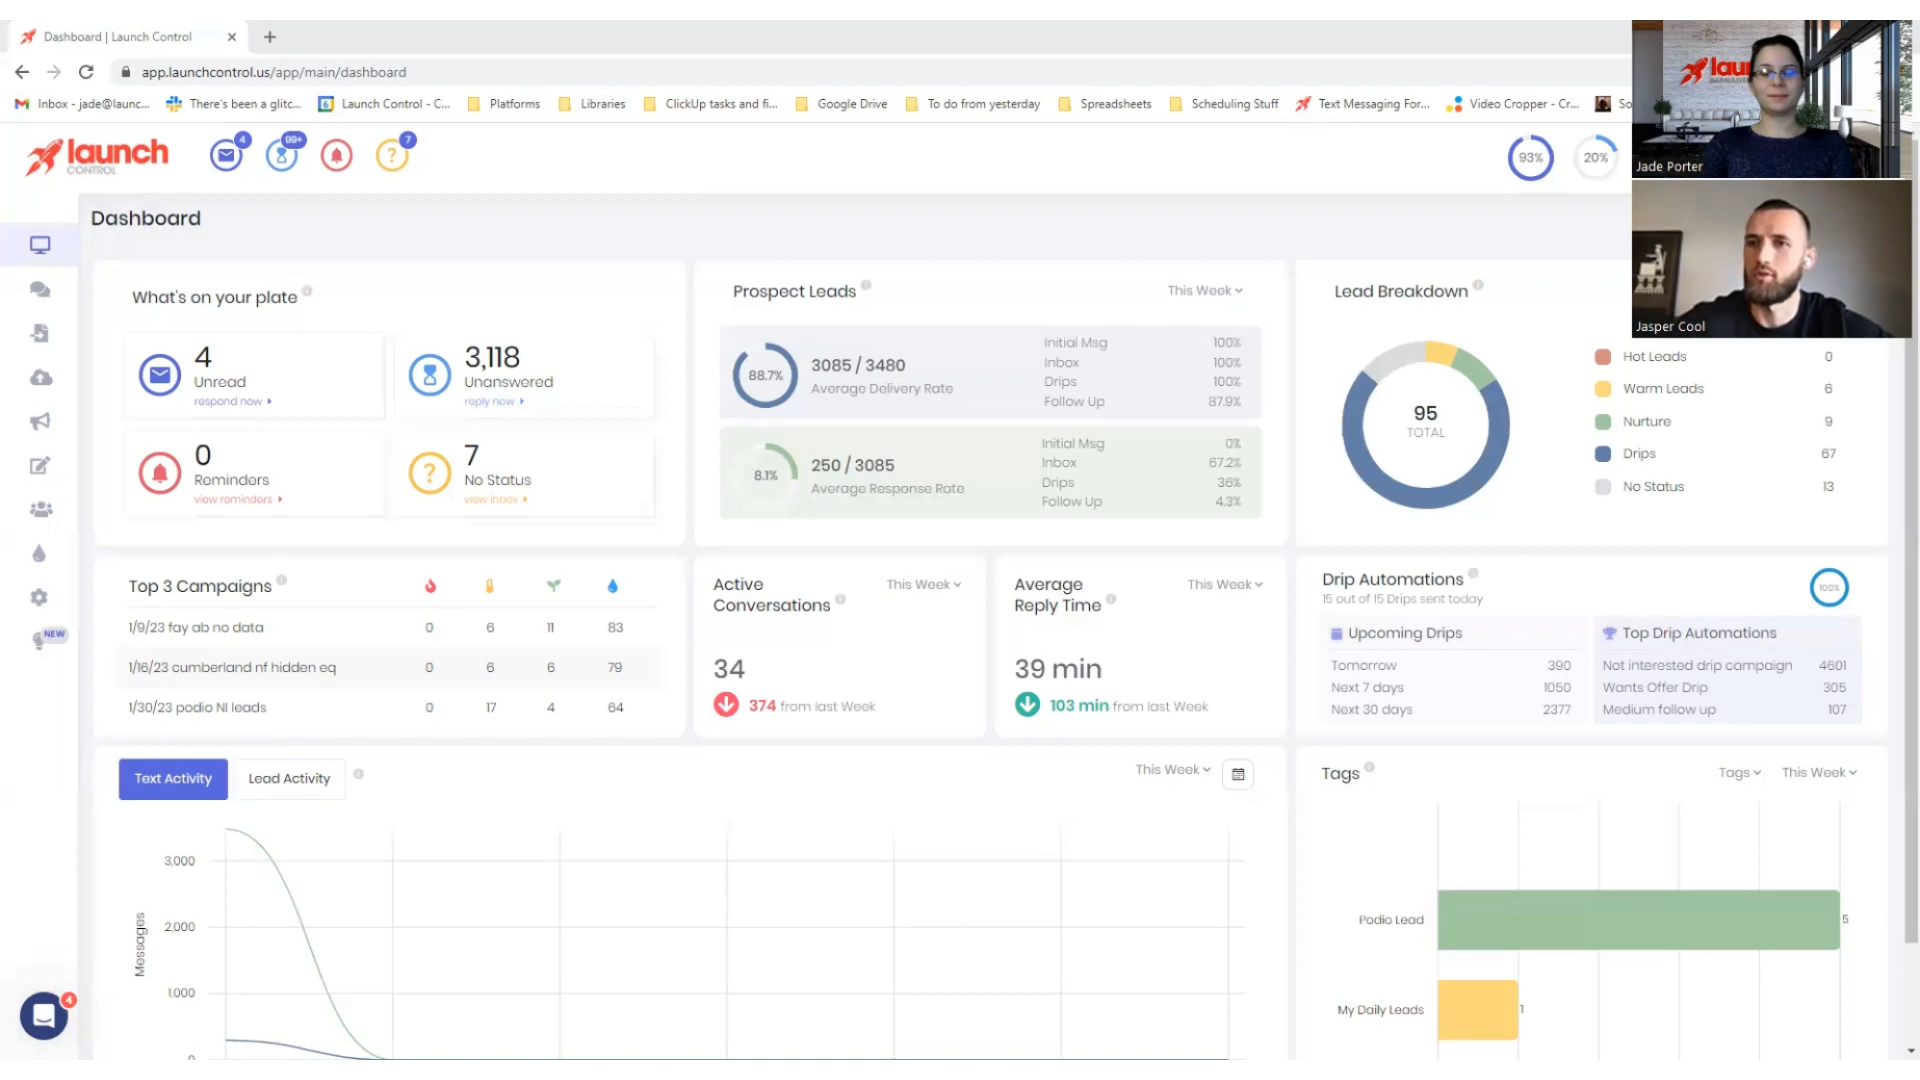 Dashboard | Launch Control
app.launchcontrol.us/app/main/dashboard
Inbox - jade@launc...
There's been a glitc...
Launch Control - C...
Platforms
Libraries
ClickUp tasks and fi...
Google Drive
To do from yesterday
Spreadsheets
Scheduling Stuff
Text Messaging For...
Video Cropper - Cr...
So
launch
CONTROL
4
99+
7
93%
20%
lau
Jade Porter
Jasper Cool
Dashboard
NEW
4
What's on your plate
4
Unread
respond now
3,118
Unanswered
reply now
0
Reminders
view reminders
7
No Status
view inbox
Prospect Leads
This Week
88.7%
3085 / 3480
Average Delivery Rate
Initial Msg 100%
Inbox 100%
Drips 100%
Follow Up 87.9%
8.1%
250 / 3085
Average Response Rate
Initial Msg 0%
Inbox 67.2%
Drips 36%
Follow Up 4.3%
Lead Breakdown
95
TOTAL
Hot Leads 0
Warm Leads 6
Nurture 9
Drips 67
No Status 13
Top 3 Campaigns
1/9/23 fay ab no data 0 6 11 83
1/16/23 cumberland nf hidden eq 0 6 6 79
1/30/23 podio NI leads 0 17 4 64
Active
Conversations
This Week
34
374 from last Week
Average
Reply Time
This Week
39 min
103 min from last Week
Drip Automations
15 out of 15 Drips sent today
100%
Upcoming Drips
Tomorrow 390
Next 7 days 1050
Next 30 days 2377
Top Drip Automations
Not interested drip campaign 4601
Wants Offer Drip 305
Medium follow up 107
Text Activity
Lead Activity
This Week
Messages
3,000
2,000
1,000
0
Tags
Tags
This Week
Podio Lead
5
My Daily Leads
1